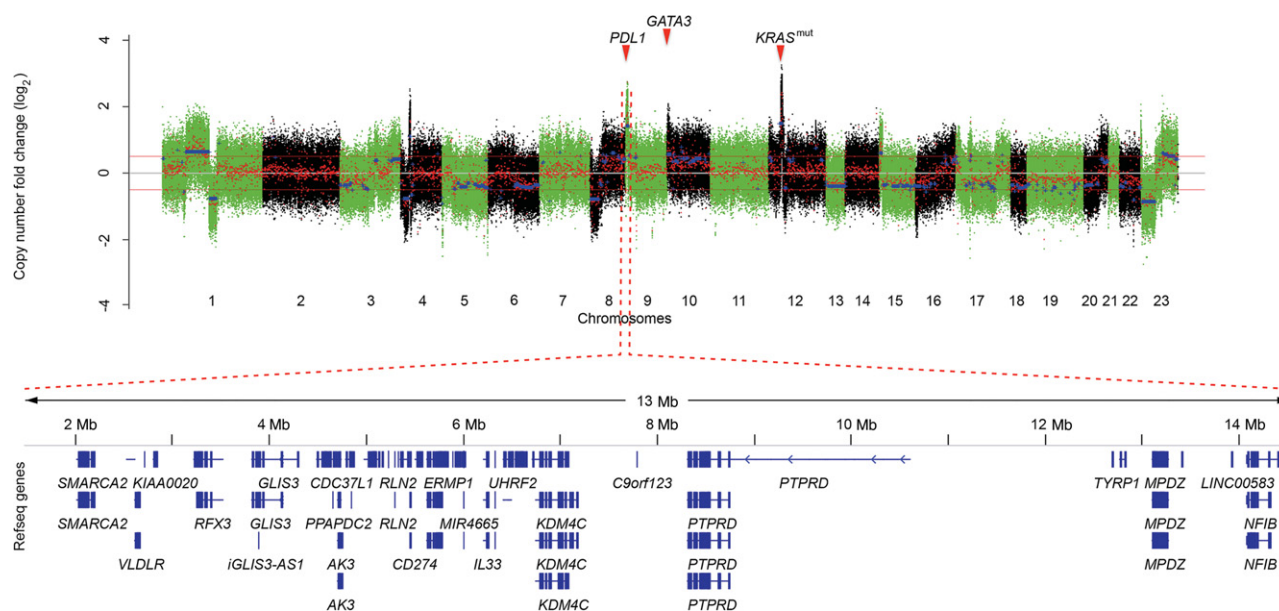 GATA3
PDL1
KRASmut
Copy number fold change (log2)
4
2
0
2
-4
1 2 3 4 5 6 7 8 9 10 11 12 13 14 15 16 17 18 19 20 21 22 23
Chromosomes
13 Mb
2 Mb 4 Mb 6 Mb 8 Mb 10 Mb 12 Mb 14 Mb
Refseq genes
SMARCA2 KIAA0020 GLIS3 CDC37L1 RLN2 ERMP1 UHRF2 C9orf123 PTPRD TYRP1 MPDZ LINC00583
SMARCA2 RFX3 GLIS3 PPAPDC2 RLN2 MIR4665 KDM4C PTPRD MPDZ NFIB
VLDLR iGLIS3-AS1 AK3 CD274 IL33 KDM4C PTPRD MPDZ NFIB
AK3 KDM4C PTPRD